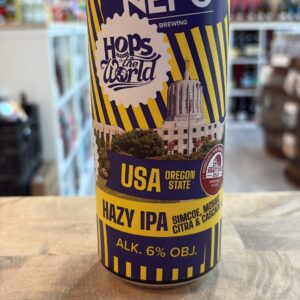 NEPO
BREWING
HOPS
the
World
USA
OREGON
STATE
HAZY IPA
SIMCOE, MOSAIC
CITRA & CASCADE
ALK. 6% OBJ.